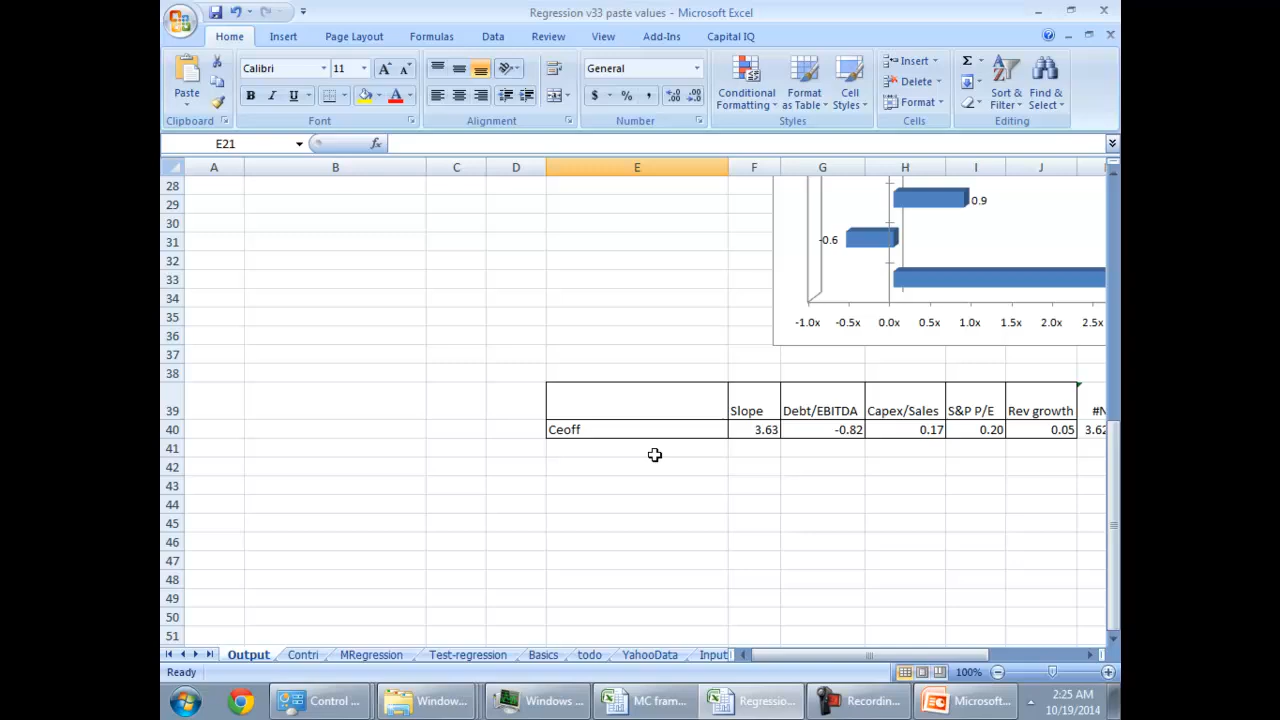 Regression v33 paste values - Microsoft Excel
Home Insert Page Layout Formulas Data Review View Add-Ins Capital IQ
Calibri 11 General Insert Delete Format
Paste B I U $ % , Conditional Formatting Format as Table Cell Styles Sort & Filter Find & Select
Clipboard Font Alignment Number Styles Cells Editing
E21 fx
A B C D E F G H I J
28
29 0.9
30
31 -0.6
32
33
34
35 -1.0x -0.5x 0.0x 0.5x 1.0x 1.5x 2.0x 2.5x
36
37
38
39 Slope Debt/EBITDA Capex/Sales S&P P/E Rev growth #N
40 Ceoff 3.63 -0.82 0.17 0.20 0.05 3.62
41
42
43
44
45
46
47
48
49
50
51
Output Contri MRegression Test-regression Basics todo YahooData Input
Ready 100%
Control ... Window... Windows ... MC fram... Regressio... Recordin... Microsoft... 2:25 AM
10/19/2014